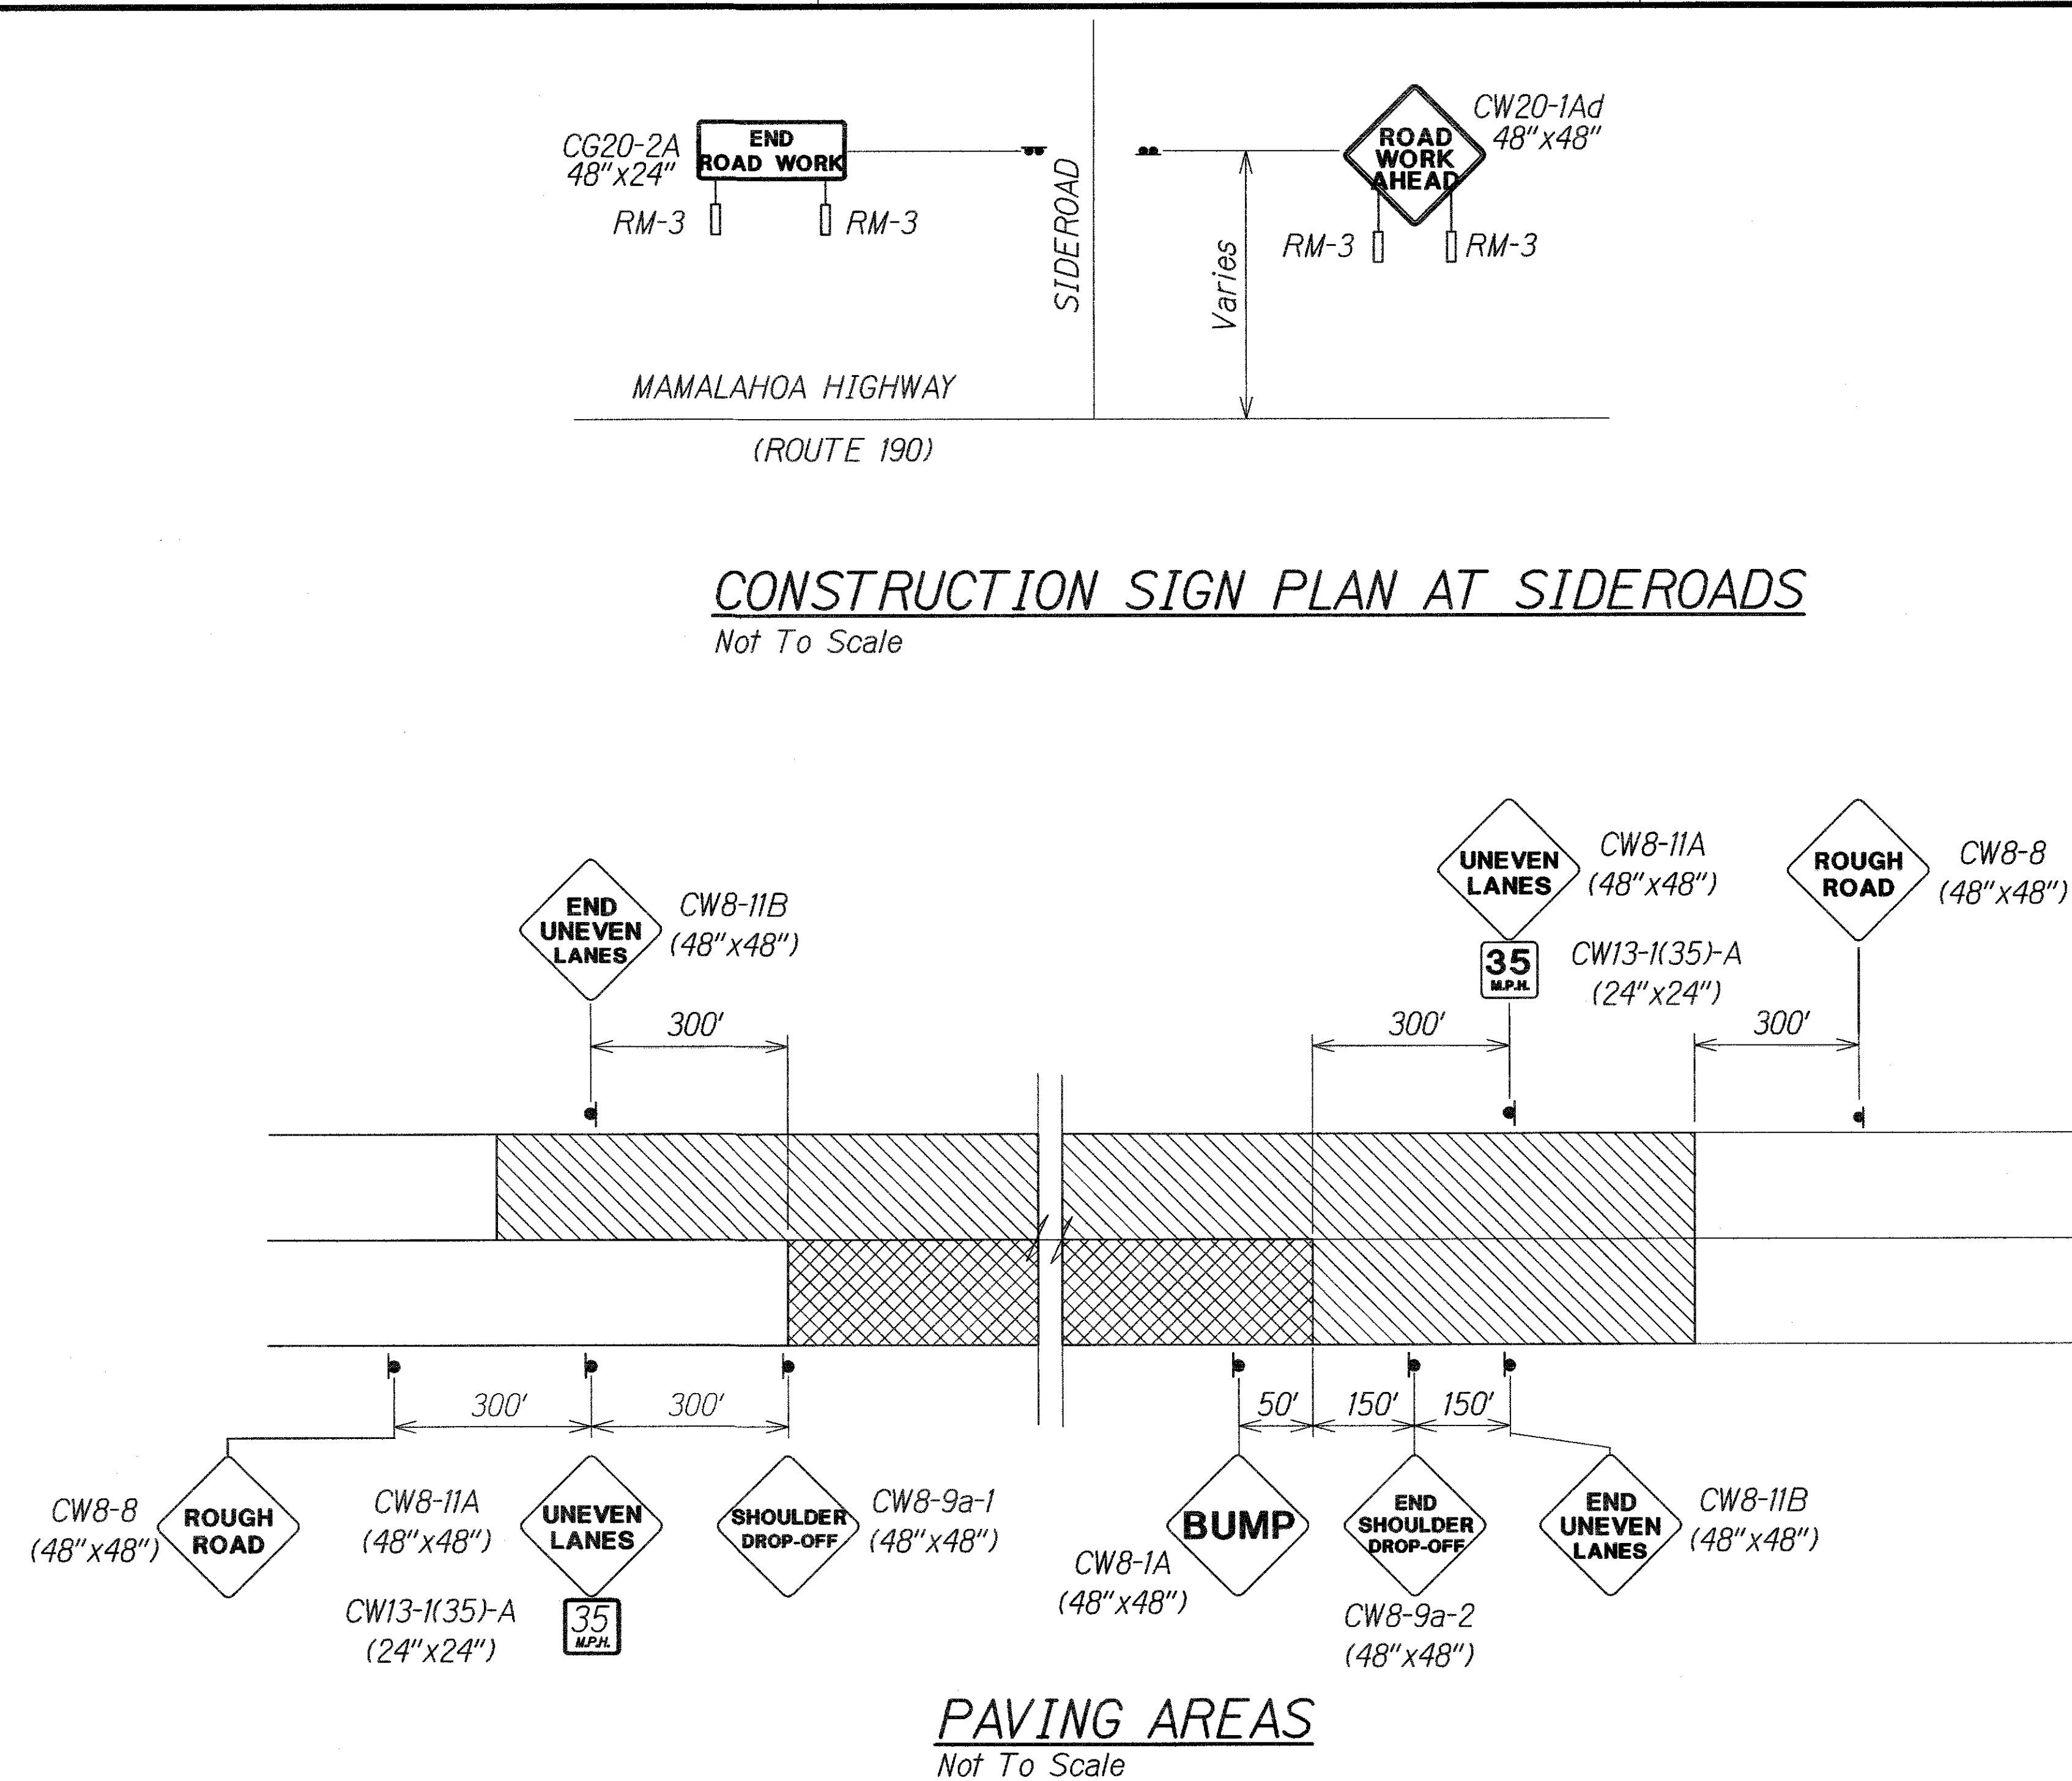 CG20-2A
48"x24"
END
ROAD WORK
RM-3
RM-3
SIDEROAD
Varies
ROAD
WORK
AHEAD
CW20-1Ad
48"x48"
RM-3
RM-3
MAMALAHOA HIGHWAY
(ROUTE 190)
CONSTRUCTION SIGN PLAN AT SIDEROADS
Not To Scale
END
UNEVEN
LANES
CW8-11B
(48"x48")
300'
UNEVEN
LANES
CW8-11A
(48"x48")
35
M.P.H.
CW13-1(35)-A
(24"x24")
300'
ROUGH
ROAD
CW8-8
(48"x48")
300'
300'
300'
50'
150'
150'
CW8-8
(48"x48")
ROUGH
ROAD
CW8-11A
(48"x48")
UNEVEN
LANES
CW13-1(35)-A
(24"x24")
35
M.P.H.
SHOULDER
DROP-OFF
CW8-9a-1
(48"x48")
BUMP
CW8-1A
(48"x48")
END
SHOULDER
DROP-OFF
CW8-9a-2
(48"x48")
END
UNEVEN
LANES
CW8-11B
(48"x48")
PAVING AREAS
Not To Scale